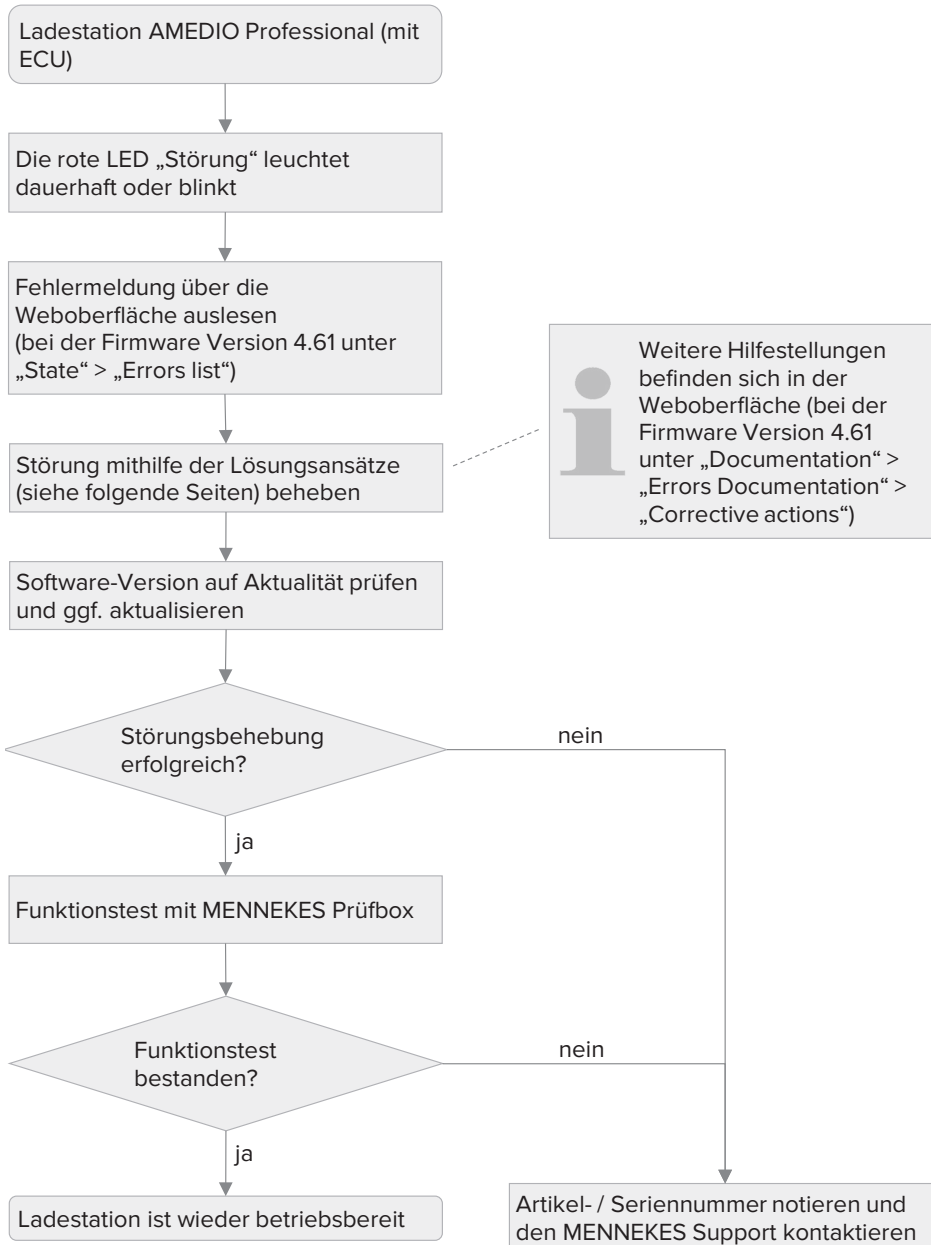 Ladestation AMEDIO Professional (mit
ECU)
Die rote LED „Störung“ leuchtet
dauerhaft oder blinkt
Fehlermeldung über die
Weboberfläche auslesen
(bei der Firmware Version 4.61 unter
„State“ > „Errors list“)
Weitere Hilfestellungen
befinden sich in der
Weboberfläche (bei der
Firmware Version 4.61
unter „Documentation“ >
„Errors Documentation“ >
„Corrective actions“)
Störung mithilfe der Lösungsansätze
(siehe folgende Seiten) beheben
Software-Version auf Aktualität prüfen
und ggf. aktualisieren
Störungsbehebung
erfolgreich?
nein
ja
Funktionstest mit MENNEKES Prüfbox
Funktionstest
bestanden?
nein
ja
Ladestation ist wieder betriebsbereit
Artikel- / Seriennummer notieren und
den MENNEKES Support kontaktieren